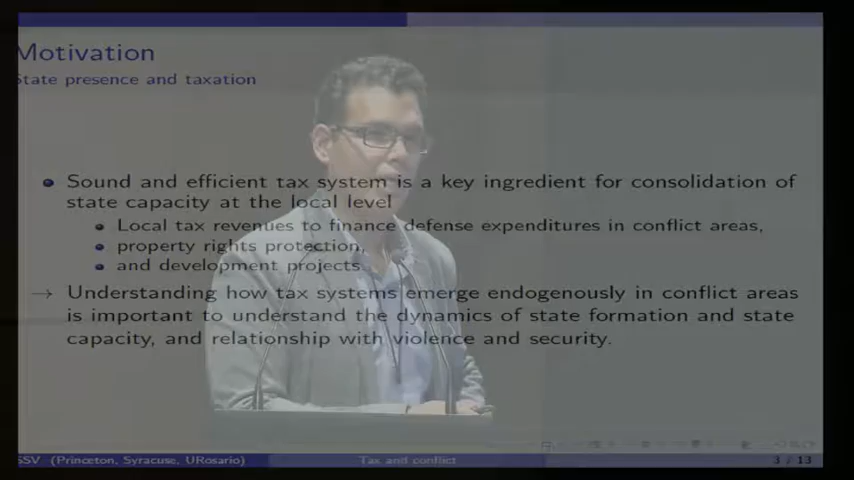 Motivation
State presence and taxation
Sound and efficient tax system is a key ingredient for consolidation of
state capacity at the local level
Local tax revenues to finance defense expenditures in conflict areas,
property rights protection,
and development projects.
→ Understanding how tax systems emerge endogenously in conflict areas
is important to understand the dynamics of state formation and state
capacity, and relationship with violence and security.
SSV (Princeton, Syracuse, URosario)
Tax and conflict
3 / 13